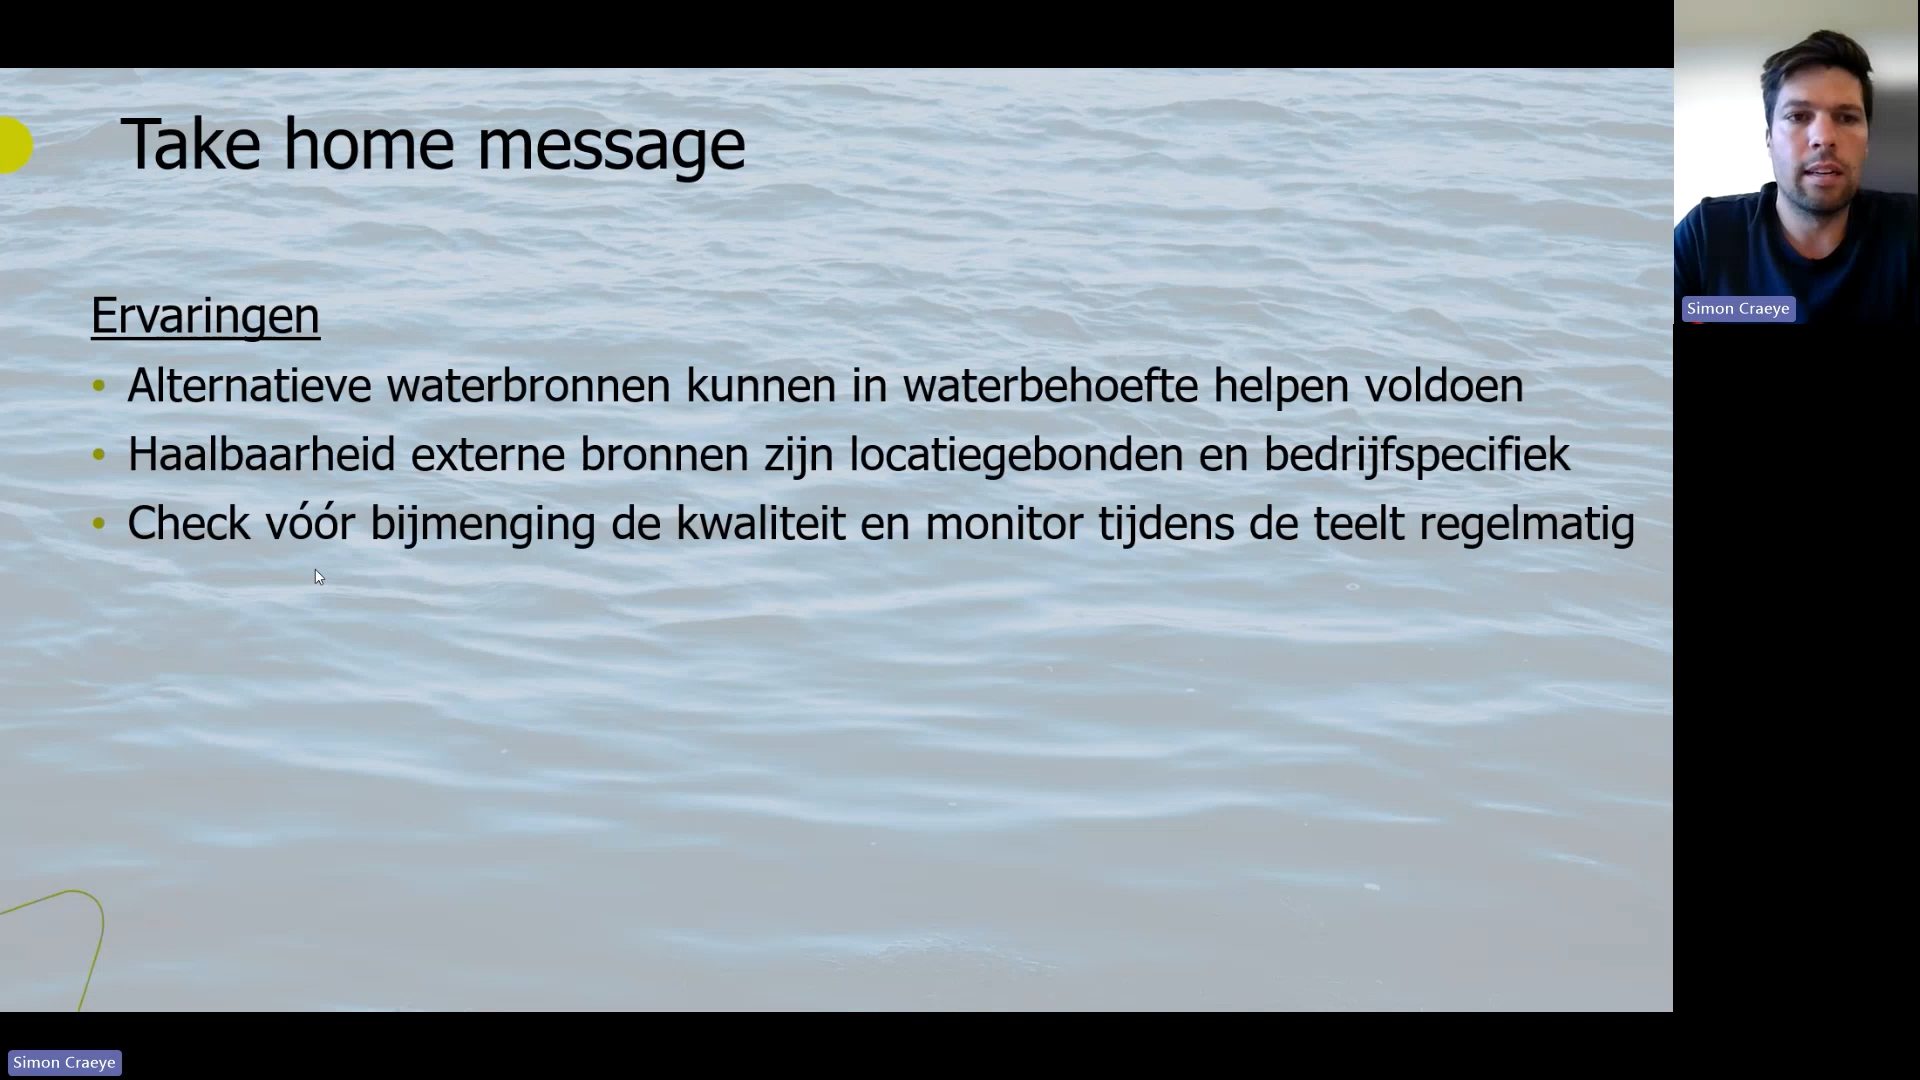 Take home message
Ervaringen
Alternatieve waterbronnen kunnen in waterbehoefte helpen voldoen
Haalbaarheid externe bronnen zijn locatiegebonden en bedrijfspecifiek
Check vóór bijmenging de kwaliteit en monitor tijdens de teelt regelmatig
Simon Craeye
Simon Craeye